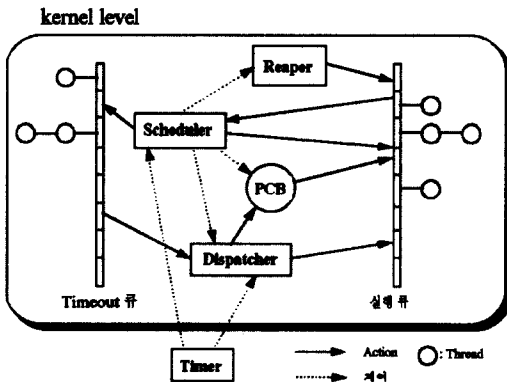 kernel level
Reaper
Scheduler
PCB
Dispatcher
Timeout 큐
실행 큐
Timer
Action
: Thread
제어